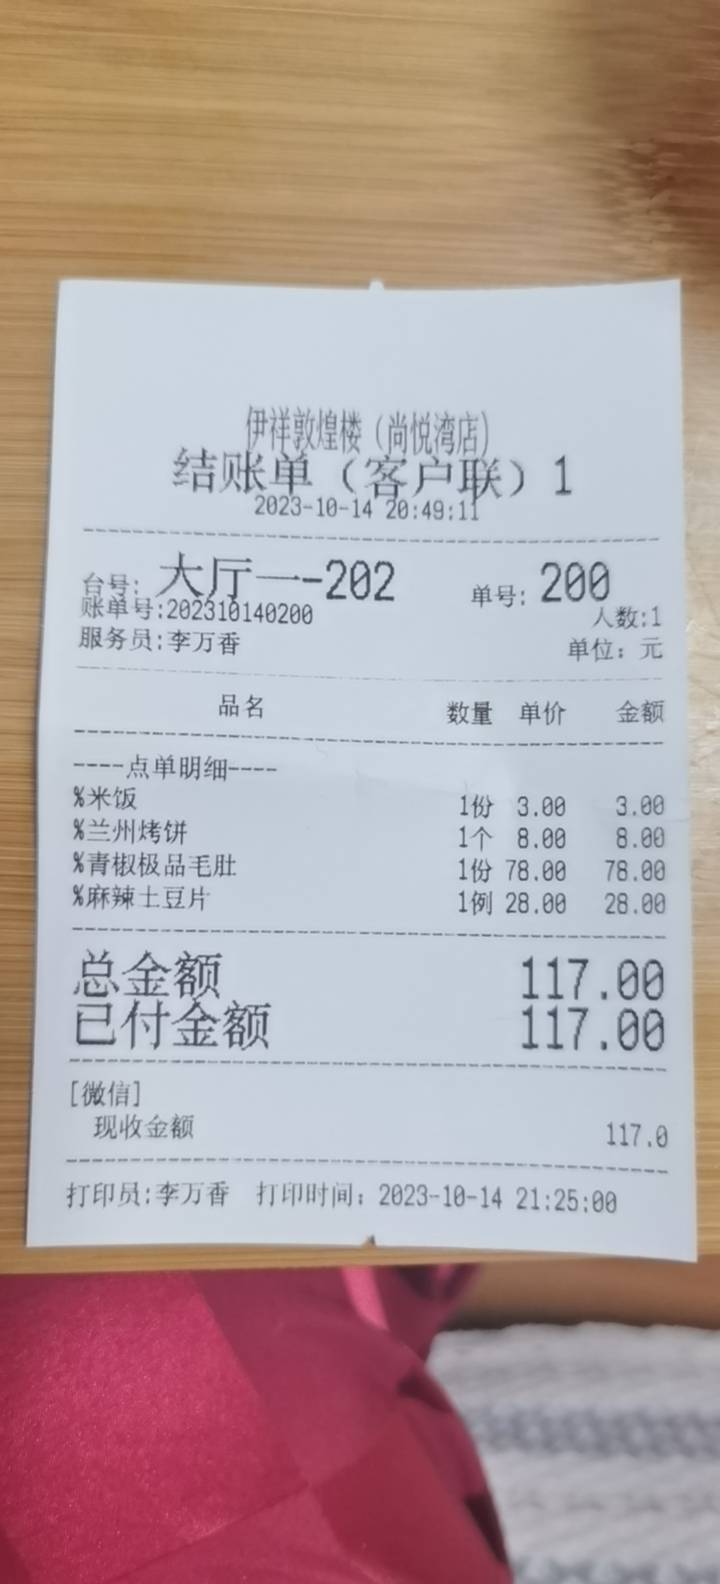 伊祥敦煌楼（尚悦湾店）
结账单（客户联）1
2023-10-14 20:49:11
台号: 大厅一-202 单号: 200
账单号:202310140200 人数:1
服务员:李万香 单位：元
品名 数量 单价 金额
----点单明细----
%米饭 1份 3.00 3.00
%兰州烤饼 1个 8.00 8.00
%青椒极品毛肚 1份 78.00 78.00
%麻辣土豆片 1例 28.00 28.00
总金额 117.00
已付金额 117.00
[微信]
现收金额 117.0
打印员:李万香 打印时间：2023-10-14 21:25:00